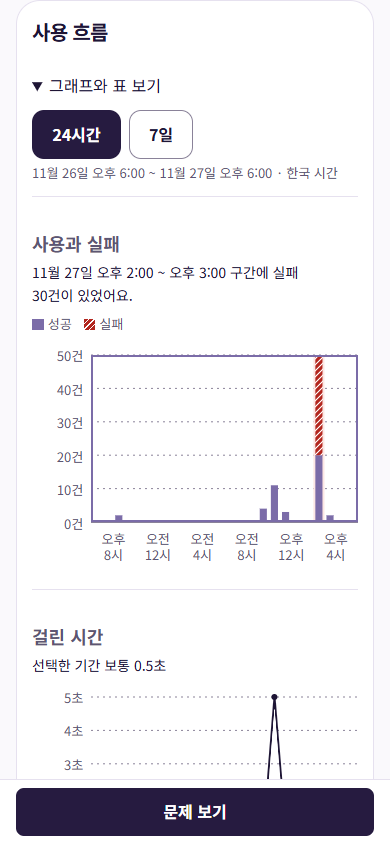 사용 흐름
▼ 그래프와 표 보기
24시간
7일
11월 26일 오후 6:00 ~ 11월 27일 오후 6:00 · 한국 시간
사용과 실패
11월 27일 오후 2:00 ~ 오후 3:00 구간에 실패
30건이 있었어요.
성공 실패
50건
40건
30건
20건
10건
0건
오후 오전 오전 오전 오후 오후
8시 12시 4시 8시 12시 4시
걸린 시간
선택한 기간 보통 0.5초
5초
4초
3초
문제 보기